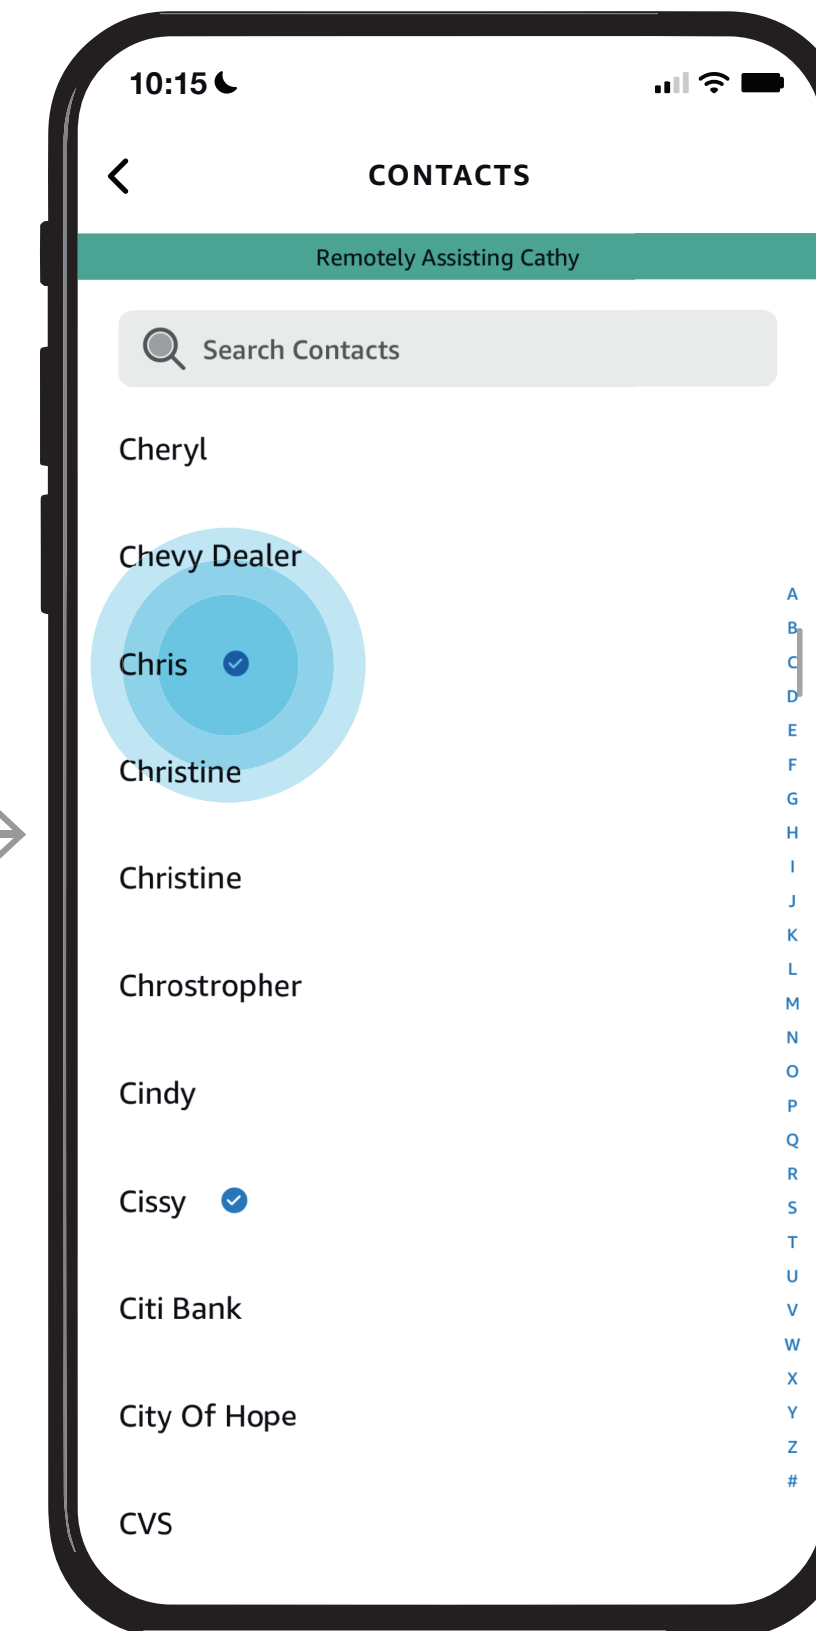 10:15
CONTACTS
Remotely Assisting Cathy
Search Contacts
Cheryl
Chevy Dealer
Chris
Christine
Christine
Chrostropher
Cindy
Cissy
Citi Bank
City Of Hope
CVS
A
B
C
D
E
F
G
H
I
J
K
L
M
N
O
P
Q
R
S
T
U
V
W
X
Y
Z
#